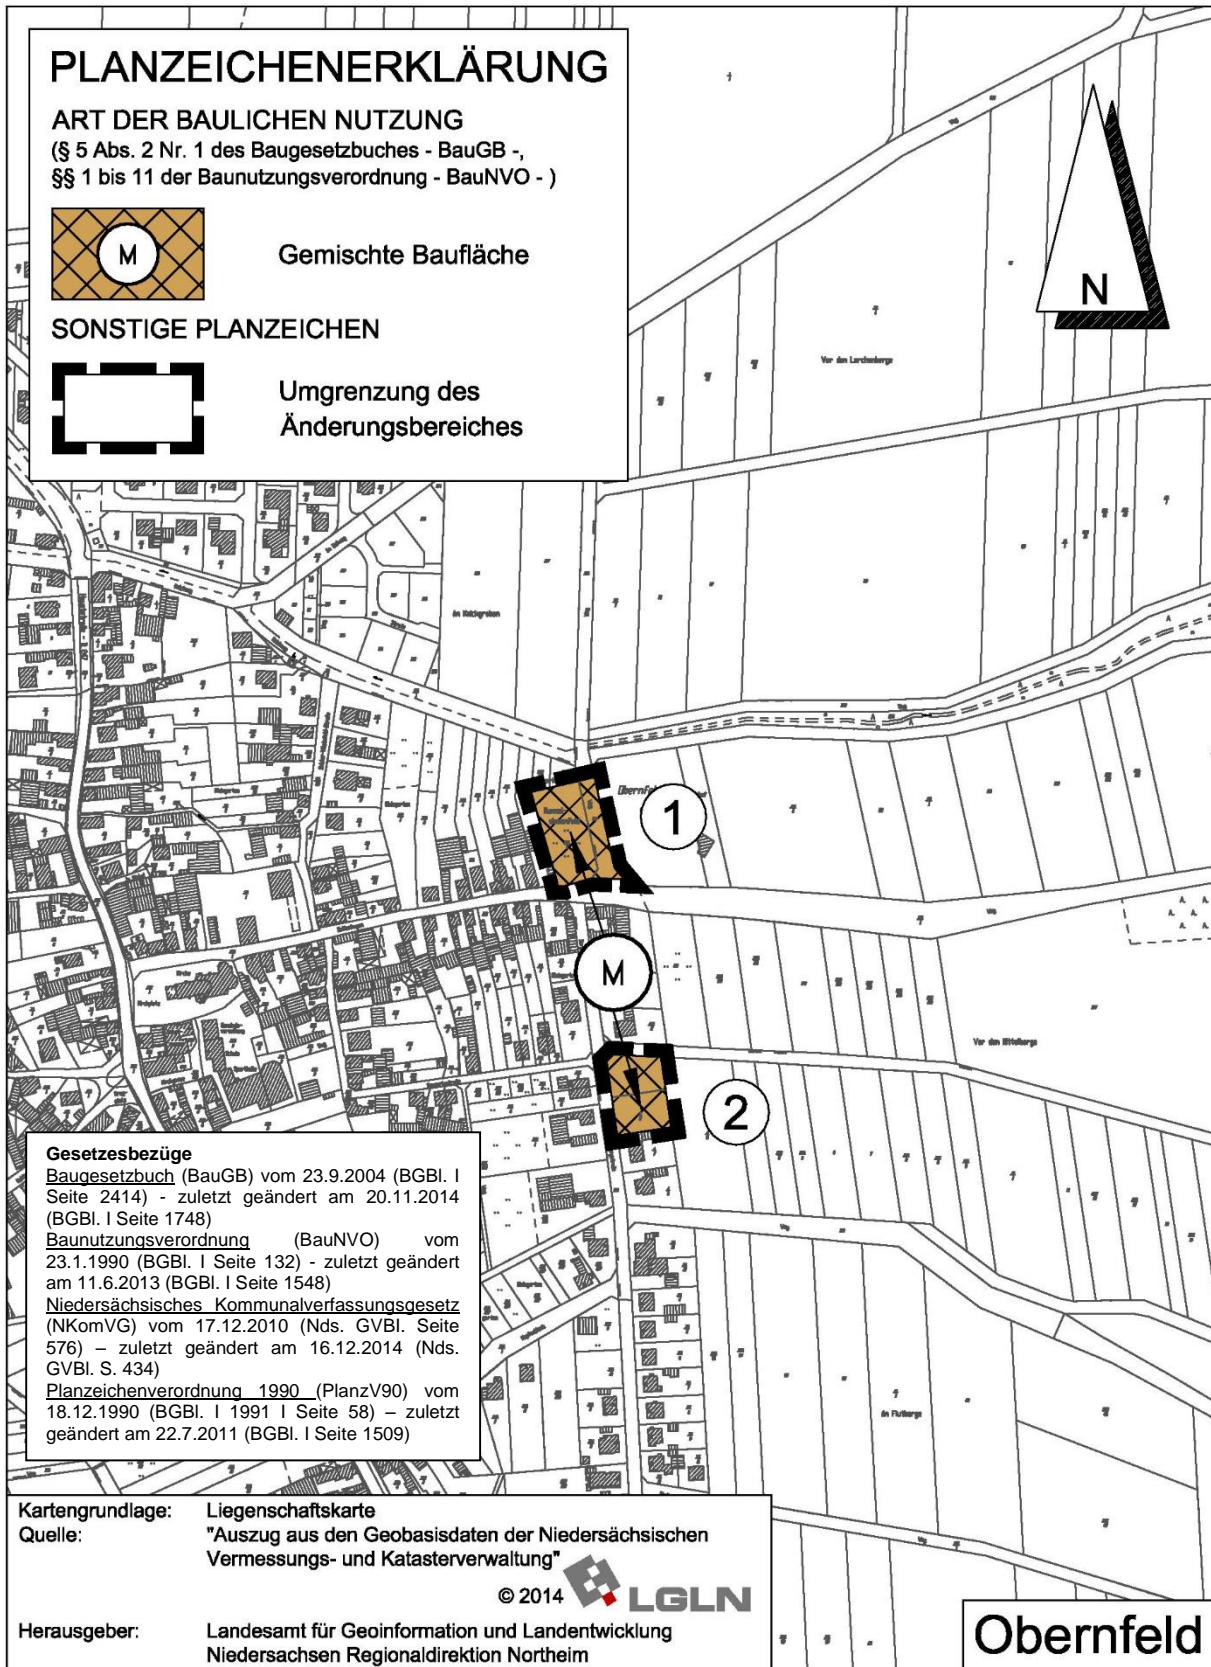 PLANZEICHENERKLÄRUNG
ART DER BAULICHEN NUTZUNG
(§ 5 Abs. 2 Nr. 1 des Baugesetzbuches - BauGB -,
§§ 1 bis 11 der Baunutzungsverordnung - BauNVO - )
M
Gemischte Baufläche
SONSTIGE PLANZEICHEN
Umgrenzung des
Änderungsbereiches
N
Vor den Lerchenberge
1
M
Vor den Mittelberge
2
Gesetzesbezüge
Baugesetzbuch (BauGB) vom 23.9.2004 (BGBl. I
Seite 2414) - zuletzt geändert am 20.11.2014
(BGBl. I Seite 1748)
Baunutzungsverordnung (BauNVO) vom
23.1.1990 (BGBl. I Seite 132) - zuletzt geändert
am 11.6.2013 (BGBl. I Seite 1548)
Niedersächsisches Kommunalverfassungsgesetz
(NKomVG) vom 17.12.2010 (Nds. GVBl. Seite
576) – zuletzt geändert am 16.12.2014 (Nds.
GVBl. S. 434)
Planzeichenverordnung 1990 (PlanzV90) vom
18.12.1990 (BGBl. I 1991 I Seite 58) – zuletzt
geändert am 22.7.2011 (BGBl. I Seite 1509)
Kartengrundlage: Liegenschaftskarte
Quelle: "Auszug aus den Geobasisdaten der Niedersächsischen
Vermessungs- und Katasterverwaltung"
© 2014 LGLN
Herausgeber: Landesamt für Geoinformation und Landentwicklung
Niedersachsen Regionaldirektion Northeim
Obernfeld